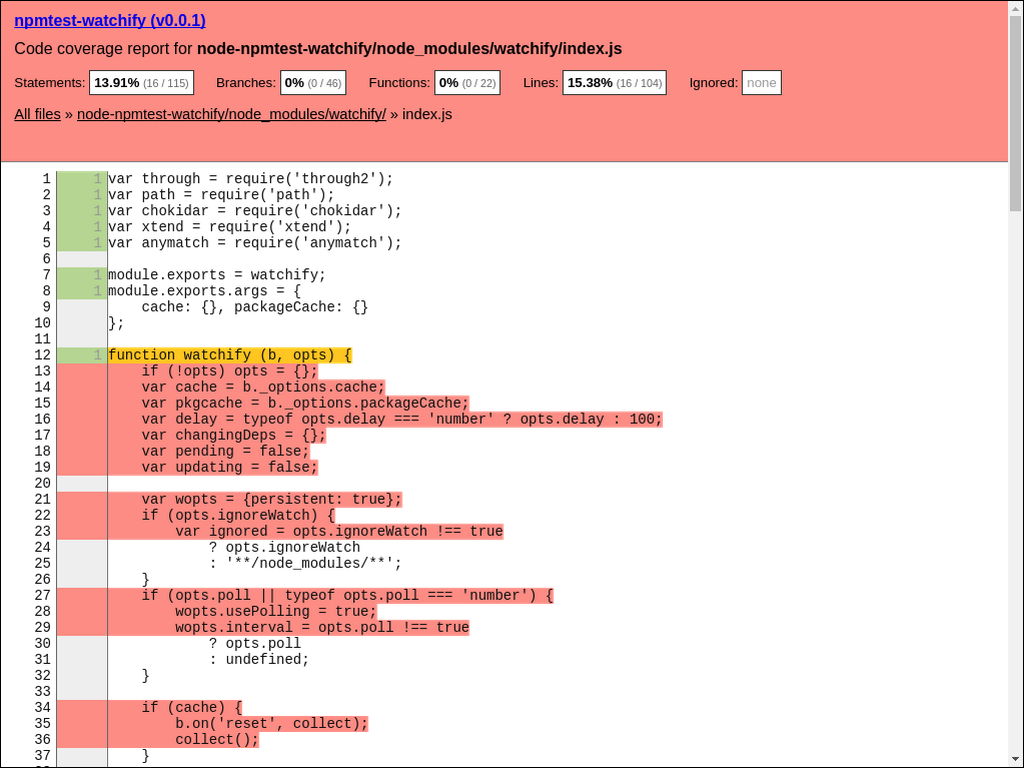 npmtest-watchify (v0.0.1)
Code coverage report for node-npmtest-watchify/node_modules/watchify/index.js
Statements: 13.91% (16 / 115) Branches: 0% (0 / 46) Functions: 0% (0 / 22) Lines: 15.38% (16 / 104) Ignored: none
All files » node-npmtest-watchify/node_modules/watchify/ » index.js
1 1 var through = require('through2');
2 1 var path = require('path');
3 1 var chokidar = require('chokidar');
4 1 var xtend = require('xtend');
5 1 var anymatch = require('anymatch');
6
7 1 module.exports = watchify;
8 1 module.exports.args = {
9     cache: {}, packageCache: {}
10 };
11
12 1 function watchify (b, opts) {
13     if (!opts) opts = {};
14     var cache = b._options.cache;
15     var pkgcache = b._options.packageCache;
16     var delay = typeof opts.delay === 'number' ? opts.delay : 100;
17     var changingDeps = {};
18     var pending = false;
19     var updating = false;
20
21     var wopts = {persistent: true};
22     if (opts.ignoreWatch) {
23         var ignored = opts.ignoreWatch !== true
24             ? opts.ignoreWatch
25             : '**/node_modules/**';
26     }
27     if (opts.poll || typeof opts.poll === 'number') {
28         wopts.usePolling = true;
29         wopts.interval = opts.poll !== true
30             ? opts.poll
31             : undefined;
32     }
33
34     if (cache) {
35         b.on('reset', collect);
36         collect();
37     }